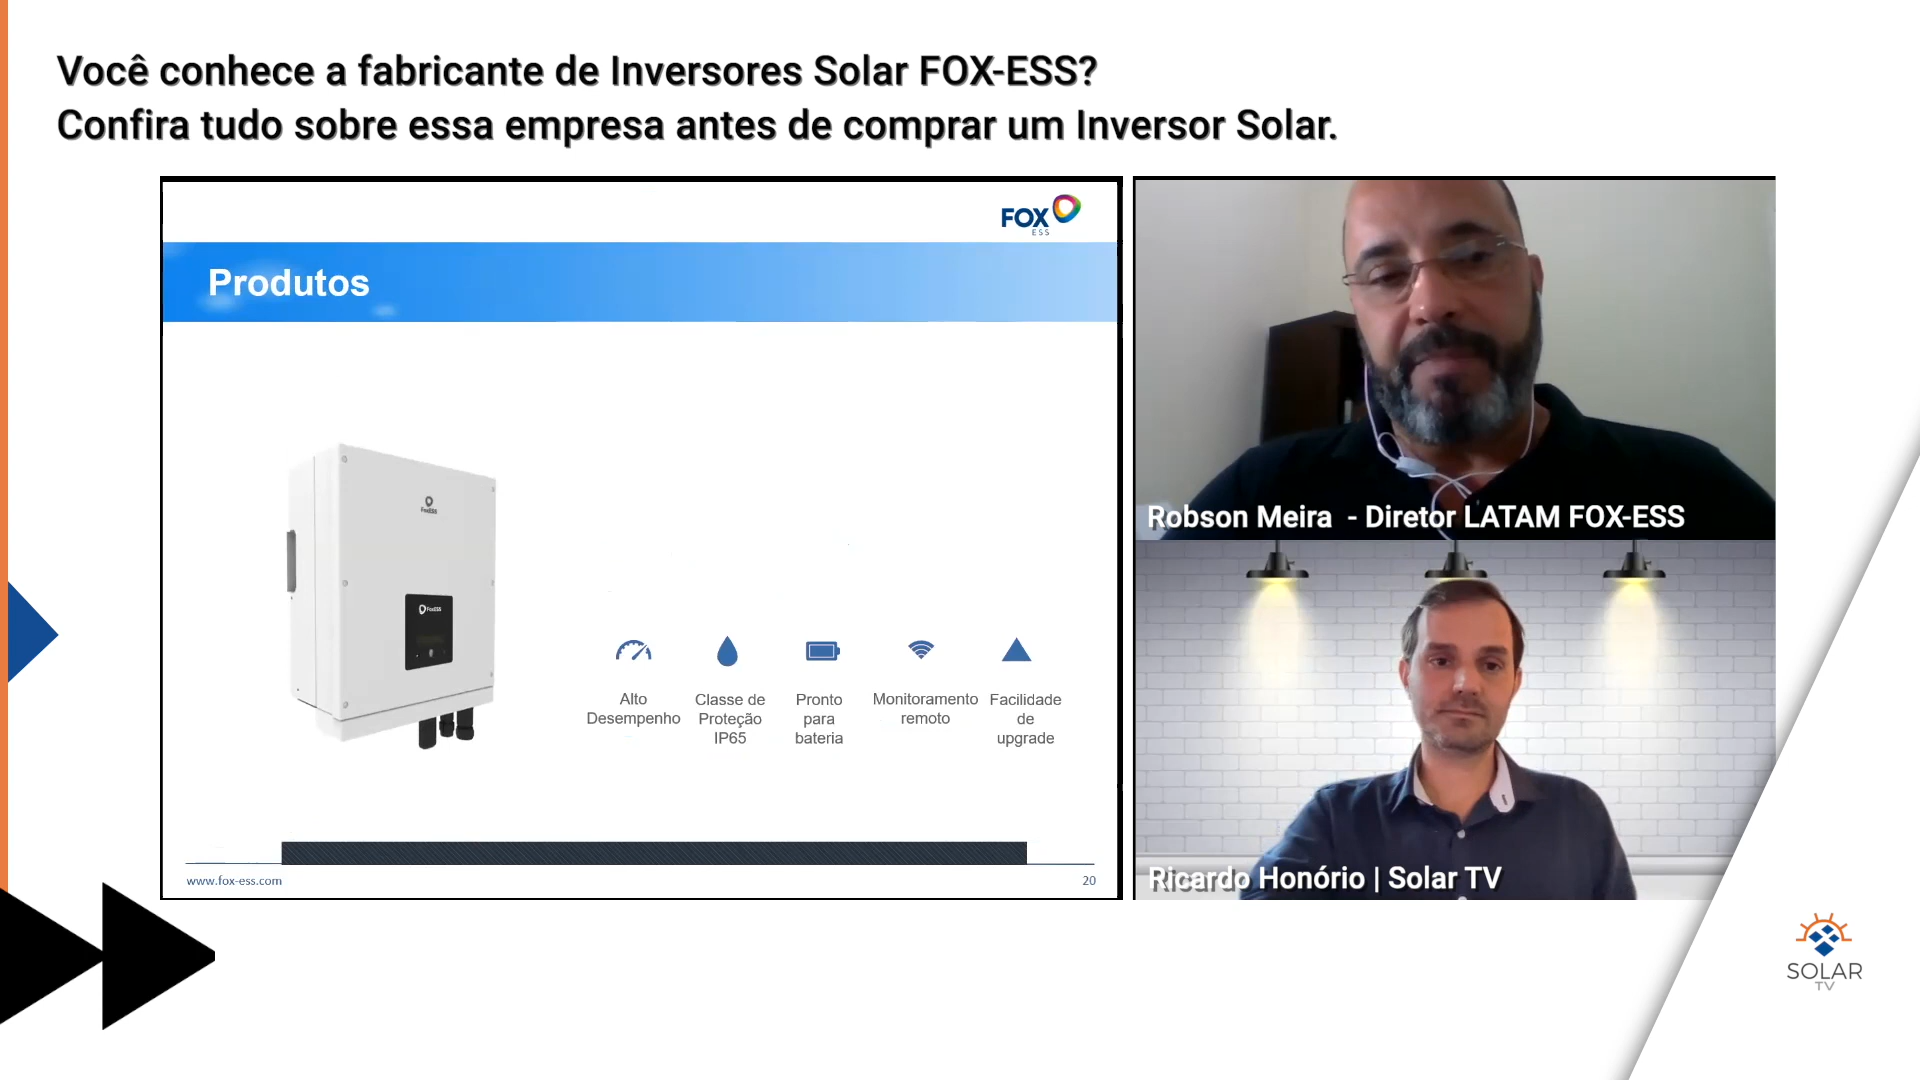 Você conhece a fabricante de Inversores Solar FOX-ESS?
Confira tudo sobre essa empresa antes de comprar um Inversor Solar.
FOX
ESS
Produtos
FoxESS
FoxESS
Alto
Desempenho
Classe de
Proteção
IP65
Pronto
para
bateria
Monitoramento
remoto
Facilidade
de
upgrade
www.fox-ess.com
20
Robson Meira - Diretor LATAM FOX-ESS
Ricardo Honório | Solar TV
SOLAR
TV